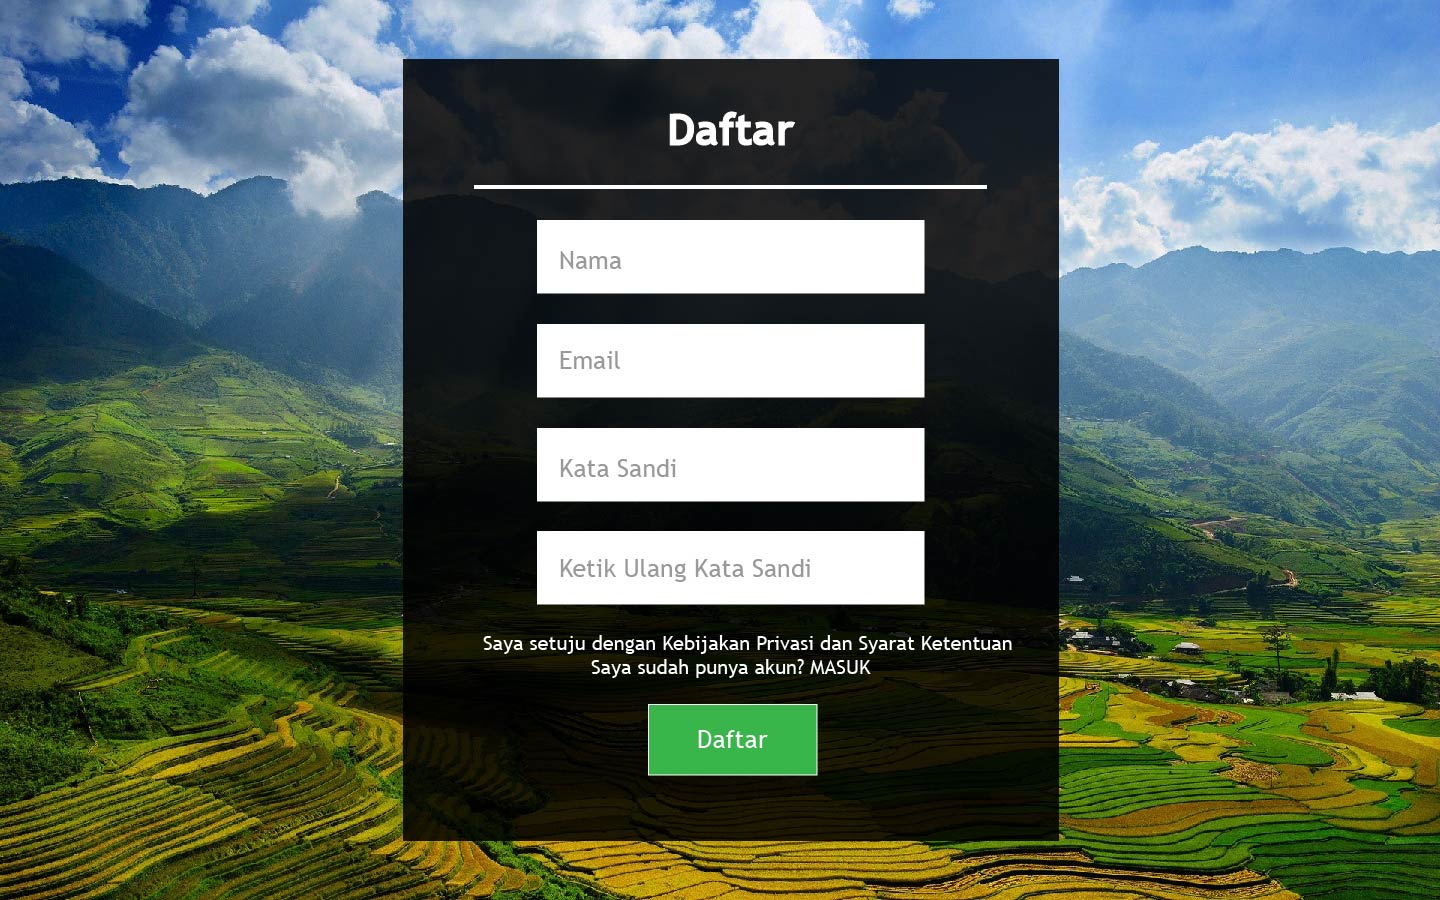 Daftar
Nama
Email
Kata Sandi
Ketik Ulang Kata Sandi
Saya setuju dengan Kebijakan Privasi dan Syarat Ketentuan
Saya sudah punya akun? MASUK
Daftar